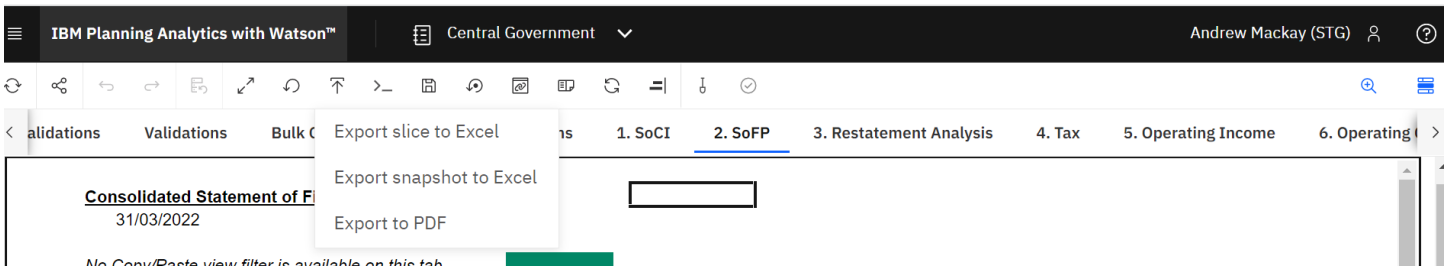 IBM Planning Analytics with Watson™ Central Government Andrew Mackay (STG)
alidations Validations Bulk 1. SoCI 2. SoFP 3. Restatement Analysis 4. Tax 5. Operating Income 6. Operating
Export slice to Excel
Export snapshot to Excel
Export to PDF
Consolidated Statement of
31/03/2022
No Copy/Paste view filter is available on this tab